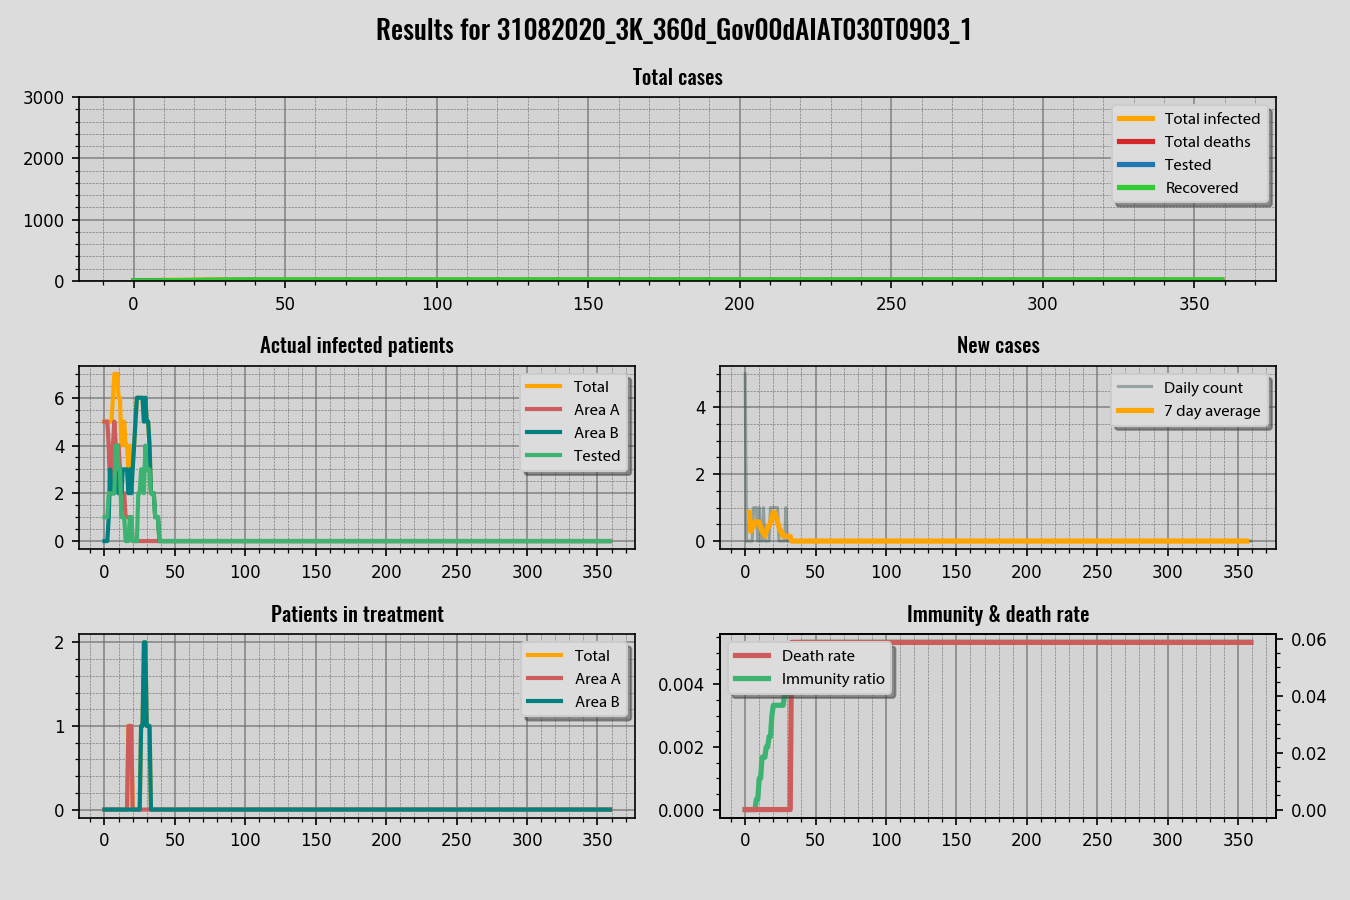 Results for 31082020_3K_360d_Gov00dAIAT030T0903_1
Total cases
3000
2000
1000
0
Total infected
Total deaths
Tested
Recovered
0 50 100 150 200 250 300 350
Actual infected patients
6
4
2
0
Total
Area A
Area B
Tested
0 50 100 150 200 250 300 350
New cases
4
2
0
Daily count
7 day average
0 50 100 150 200 250 300 350
Patients in treatment
2
1
0
Total
Area A
Area B
0 50 100 150 200 250 300 350
Immunity & death rate
0.004
0.002
0.000
Death rate
Immunity ratio
0.06
0.04
0.02
0.00
0 50 100 150 200 250 300 350